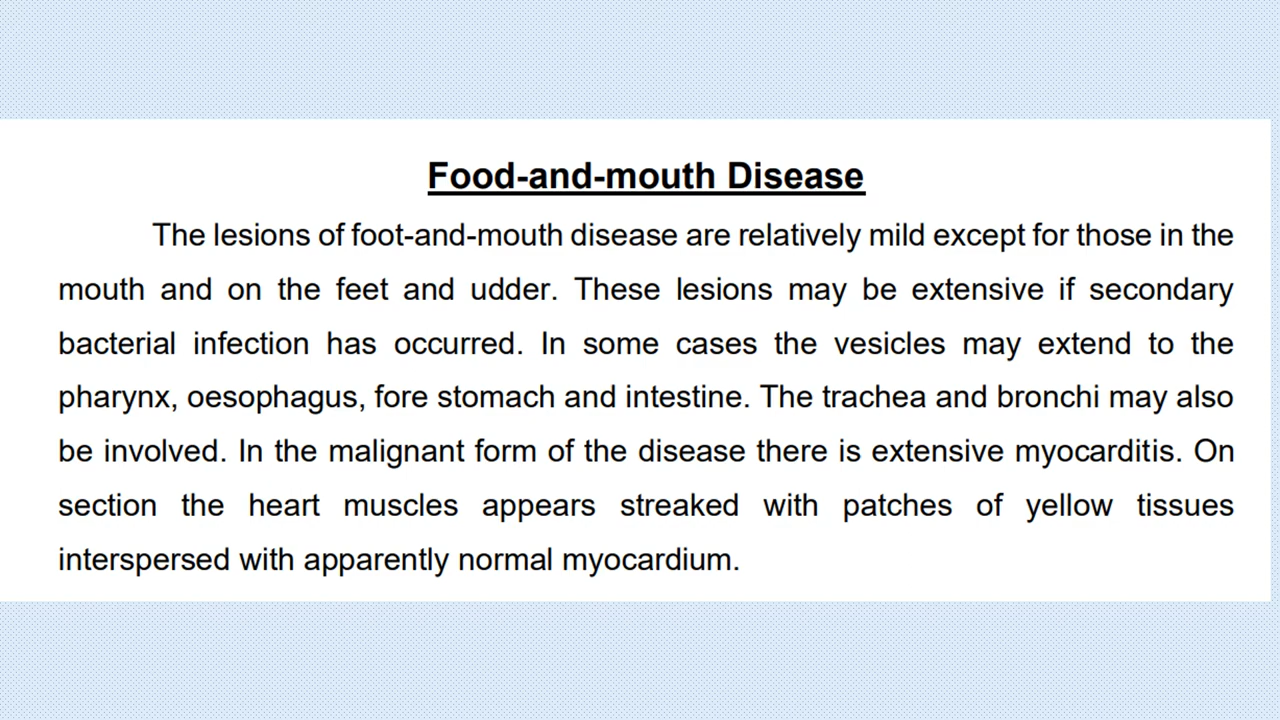 Food-and-mouth Disease
The lesions of foot-and-mouth disease are relatively mild except for those in the
mouth and on the feet and udder. These lesions may be extensive if secondary
bacterial infection has occurred. In some cases the vesicles may extend to the
pharynx, oesophagus, fore stomach and intestine. The trachea and bronchi may also
be involved. In the malignant form of the disease there is extensive myocarditis. On
section the heart muscles appears streaked with patches of yellow tissues
interspersed with apparently normal myocardium.